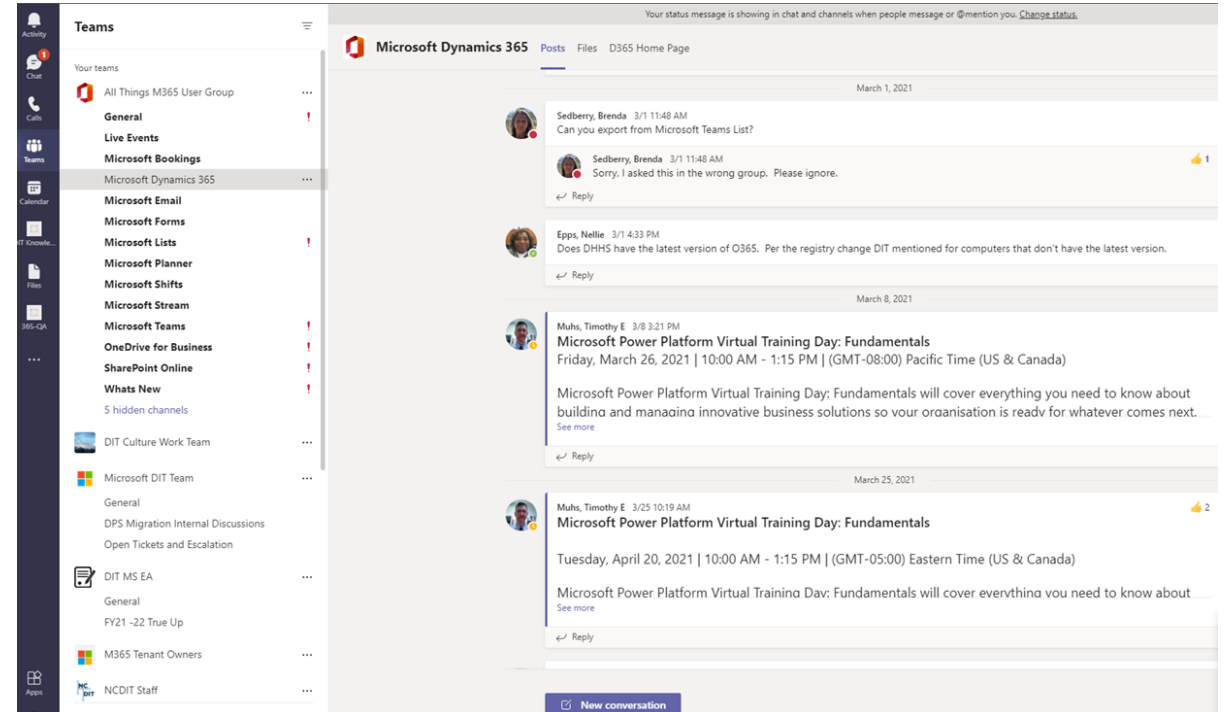 Activity
1
Chat
Calls
Teams
Calendar
IT Knowle...
Files
365-QA
Apps
Teams
Your teams
All Things M365 User Group
General !
Live Events
Microsoft Bookings
Microsoft Dynamics 365
Microsoft Email
Microsoft Forms
Microsoft Lists !
Microsoft Planner
Microsoft Shifts
Microsoft Stream
Microsoft Teams !
OneDrive for Business !
SharePoint Online !
Whats New !
5 hidden channels
DIT Culture Work Team
Microsoft DIT Team
General
DPS Migration Internal Discussions
Open Tickets and Escalation
DIT MS EA
General
FY21 -22 True Up
M365 Tenant Owners
NC DIT
NCDIT Staff
Your status message is showing in chat and channels when people message or @mention you. Change status.
Microsoft Dynamics 365 Posts Files D365 Home Page
March 1, 2021
Sedberry, Brenda 3/1 11:48 AM
Can you export from Microsoft Teams List?
Sedberry, Brenda 3/1 11:48 AM 1
Sorry, I asked this in the wrong group. Please ignore.
Reply
Epps, Nellie 3/1 4:33 PM
Does DHHS have the latest version of O365. Per the registry change DIT mentioned for computers that don't have the latest version.
Reply
March 8, 2021
Muhs, Timothy E 3/8 3:21 PM
Microsoft Power Platform Virtual Training Day: Fundamentals
Friday, March 26, 2021 | 10:00 AM - 1:15 PM | (GMT-08:00) Pacific Time (US & Canada)
Microsoft Power Platform Virtual Training Day: Fundamentals will cover everything you need to know about
building and managing innovative business solutions so your organisation is ready for whatever comes next.
See more
Reply
March 25, 2021
Muhs, Timothy E 3/25 10:19 AM 2
Microsoft Power Platform Virtual Training Day: Fundamentals
Tuesday, April 20, 2021 | 10:00 AM - 1:15 PM | (GMT-05:00) Eastern Time (US & Canada)
Microsoft Power Platform Virtual Training Day: Fundamentals will cover everything you need to know about
See more
Reply
New conversation